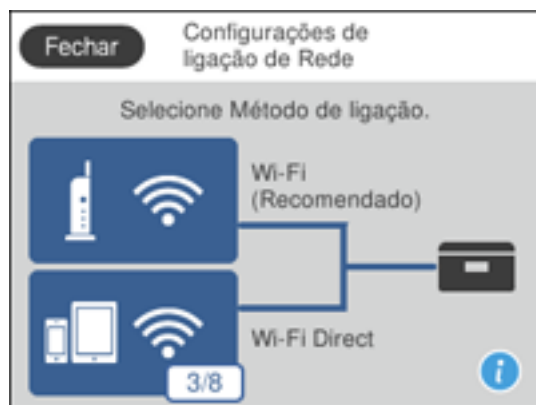 Fechar
Configurações de
ligação de Rede
Selecione Método de ligação.
Wi-Fi
(Recomendado)
Wi-Fi Direct
3/8
i